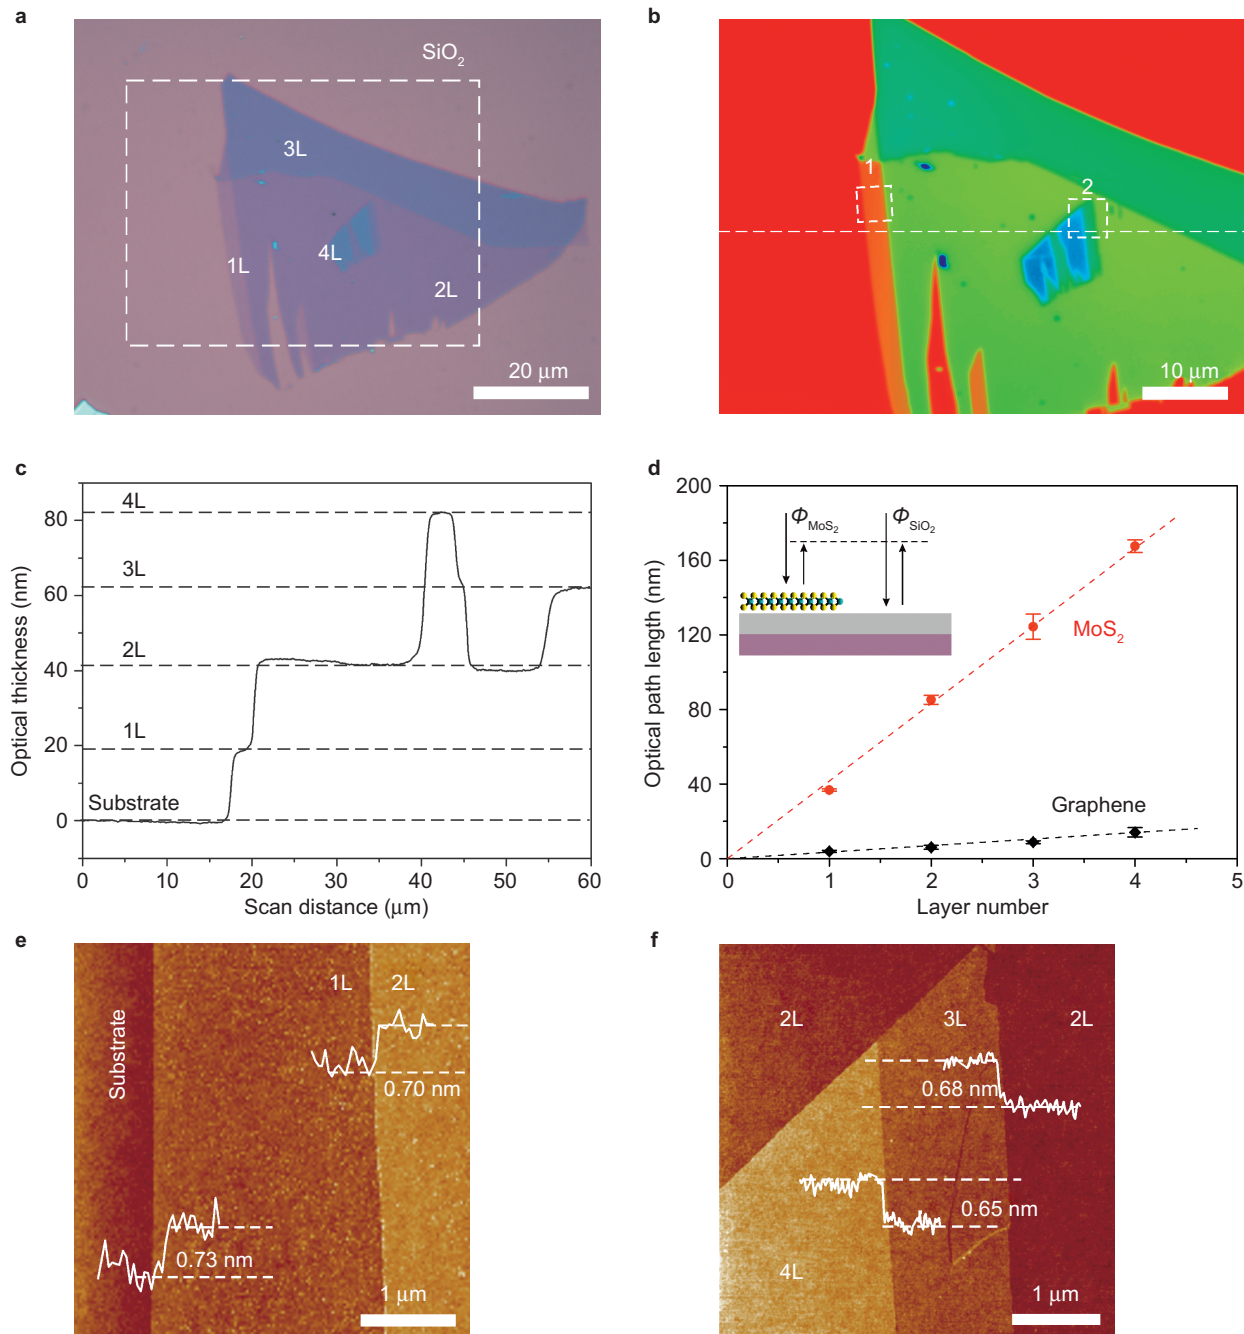 a
SiO2
3L
4L
1L
2L
20 μm
b
1
2
10 μm
c
4L
3L
2L
1L
Substrate
80
60
40
20
0
0 10 20 30 40 50 60
Optical thickness (nm)
Scan distance (μm)
d
200
160
120
80
40
0
0 1 2 3 4 5
Optical path length (nm)
Layer number
ΦMoS2
ΦSiO2
MoS2
Graphene
e
Substrate
1L 2L
0.70 nm
0.73 nm
1 μm
f
2L 3L 2L
0.68 nm
0.65 nm
4L
1 μm